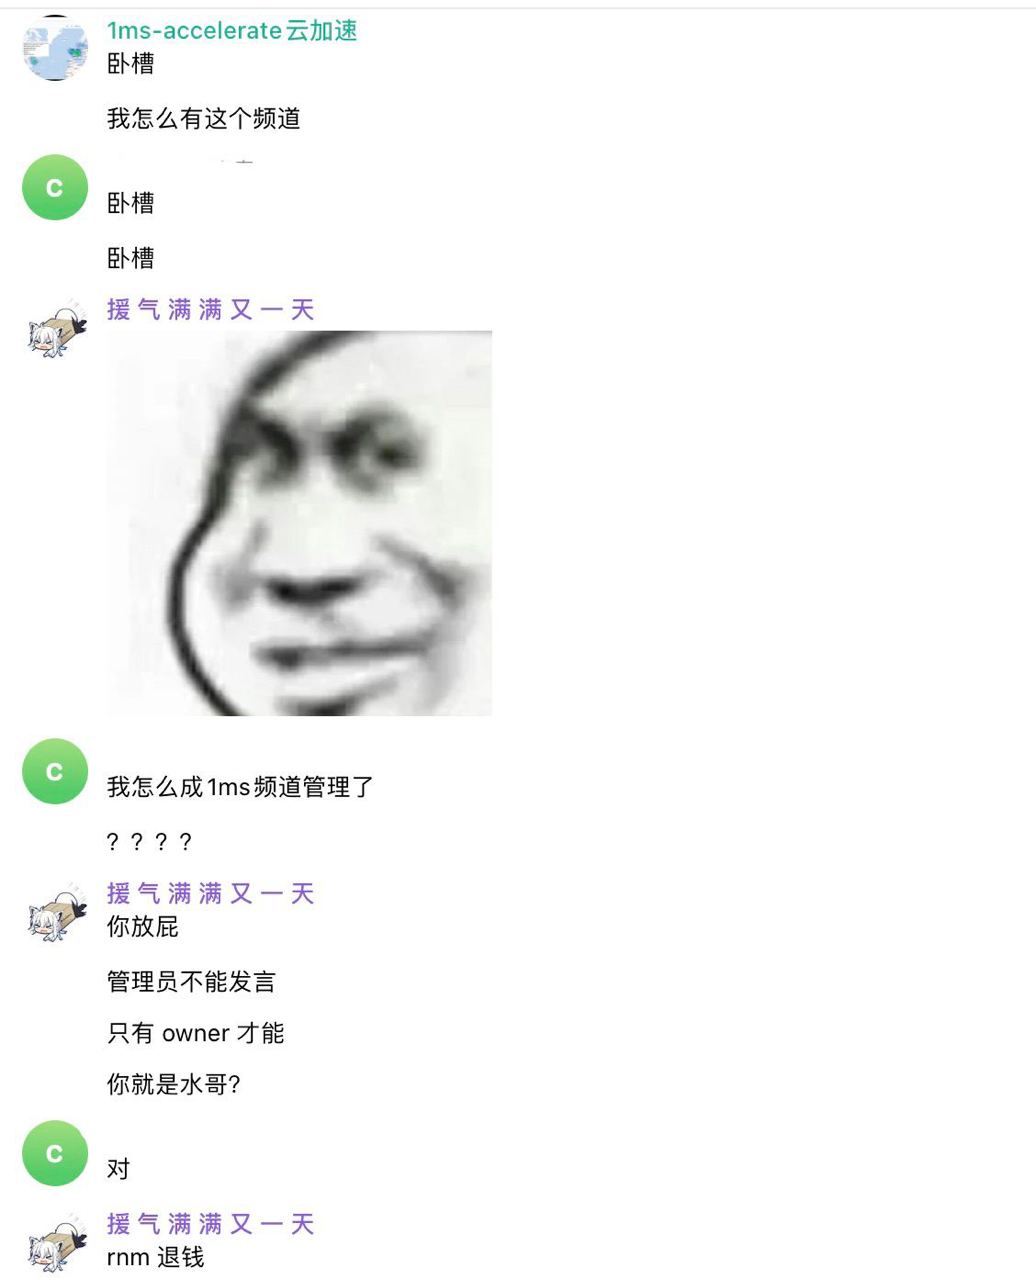 1ms-accelerate云加速
卧槽
我怎么有这个频道
C
卧槽
卧槽
援 气 满 满 又 一 天
C
我怎么成1ms频道管理了
？？？？
援 气 满 满 又 一 天
你放屁
管理员不能发言
只有 owner 才能
你就是水哥？
C
对
援 气 满 满 又 一 天
rnm 退钱